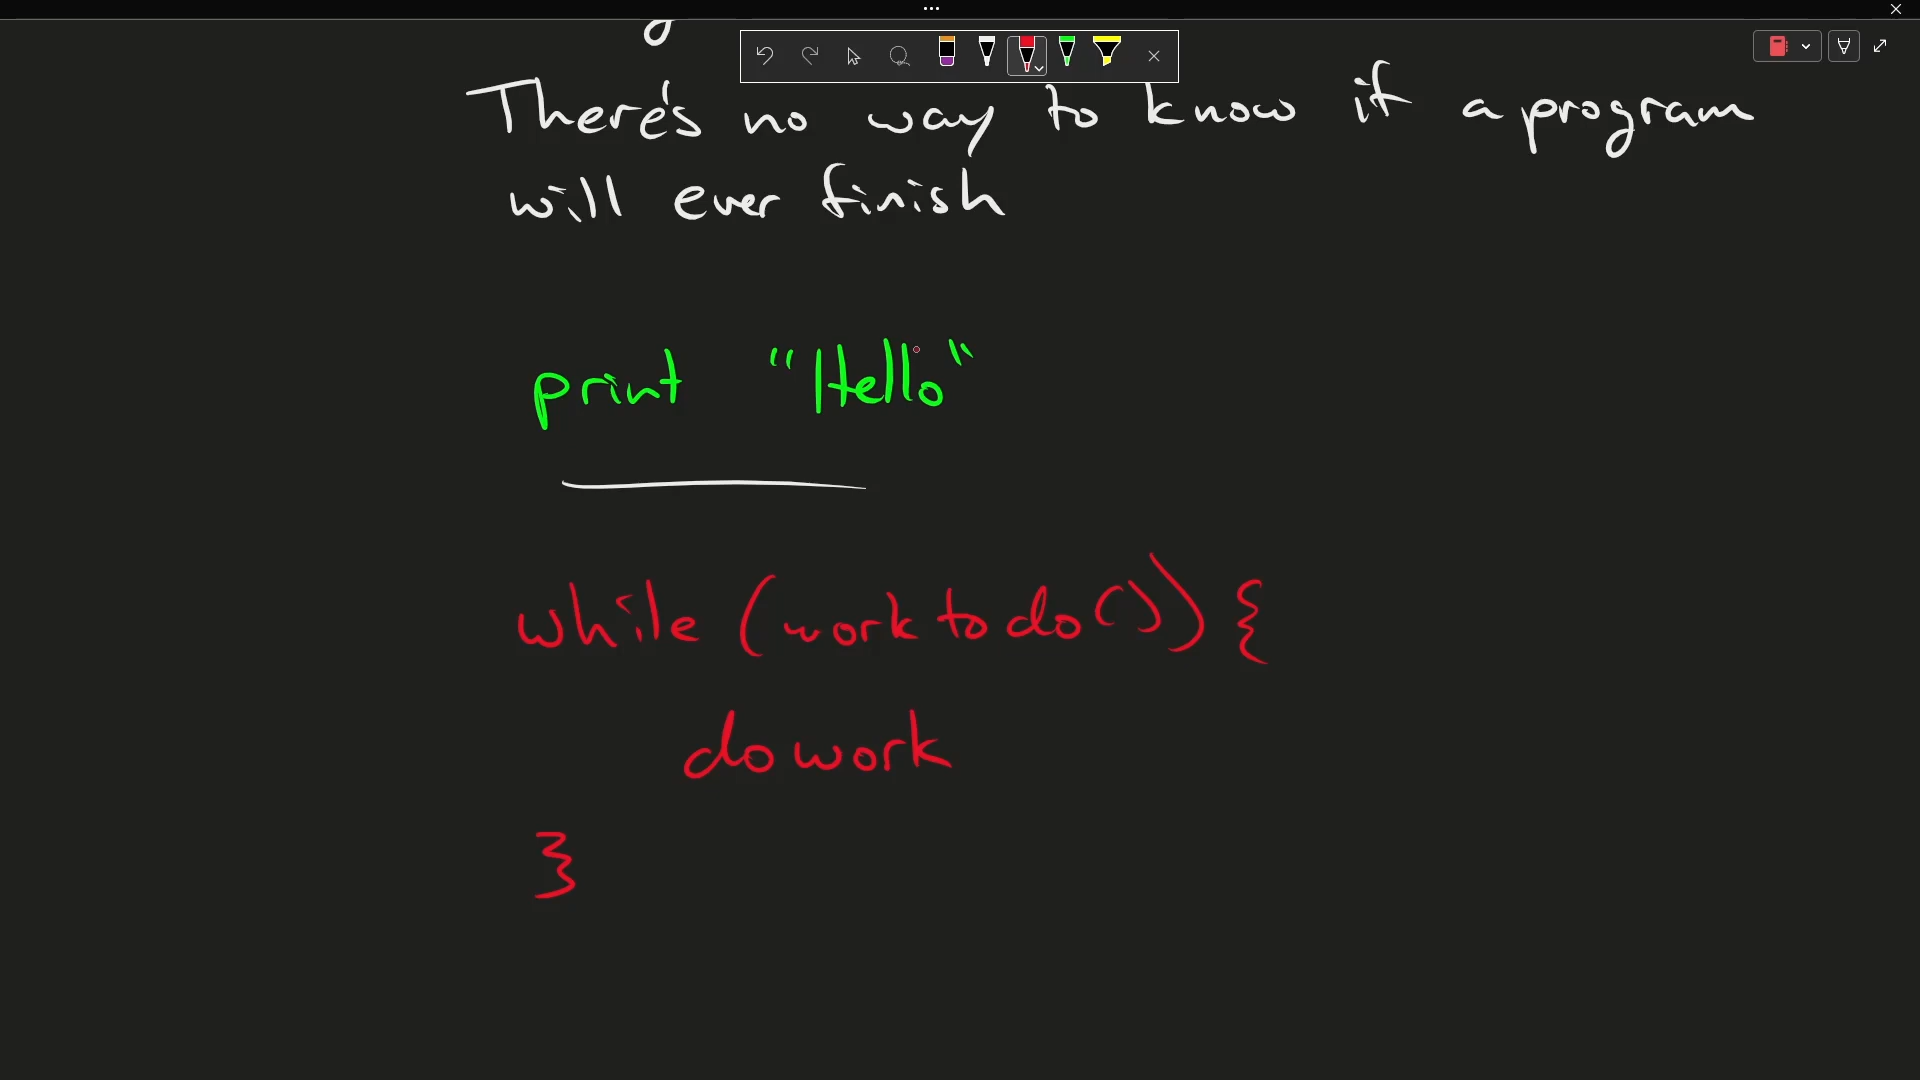 There's no way to know if a program
will ever finish
print "Hello"
while (work to do ()) {
do work
}